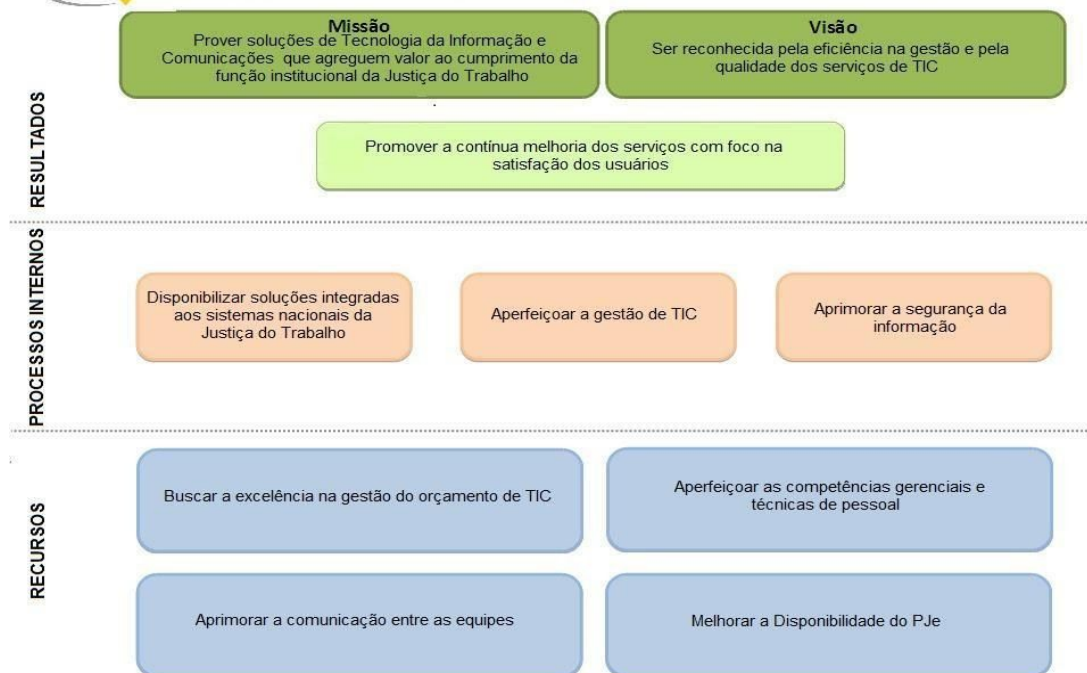 Missão
Prover soluções de Tecnologia da Informação e
Comunicações que agreguem valor ao cumprimento da
função institucional da Justiça do Trabalho
Visão
Ser reconhecida pela eficiência na gestão e pela
qualidade dos serviços de TIC
RESULTADOS
Promover a contínua melhoria dos serviços com foco na
satisfação dos usuários
PROCESSOS INTERNOS
Disponibilizar soluções integradas
aos sistemas nacionais da
Justiça do Trabalho
Aperfeiçoar a gestão de TIC
Aprimorar a segurança da
informação
RECURSOS
Buscar a excelência na gestão do orçamento de TIC
Aperfeiçoar as competências gerenciais e
técnicas de pessoal
Aprimorar a comunicação entre as equipes
Melhorar a Disponibilidade do PJe